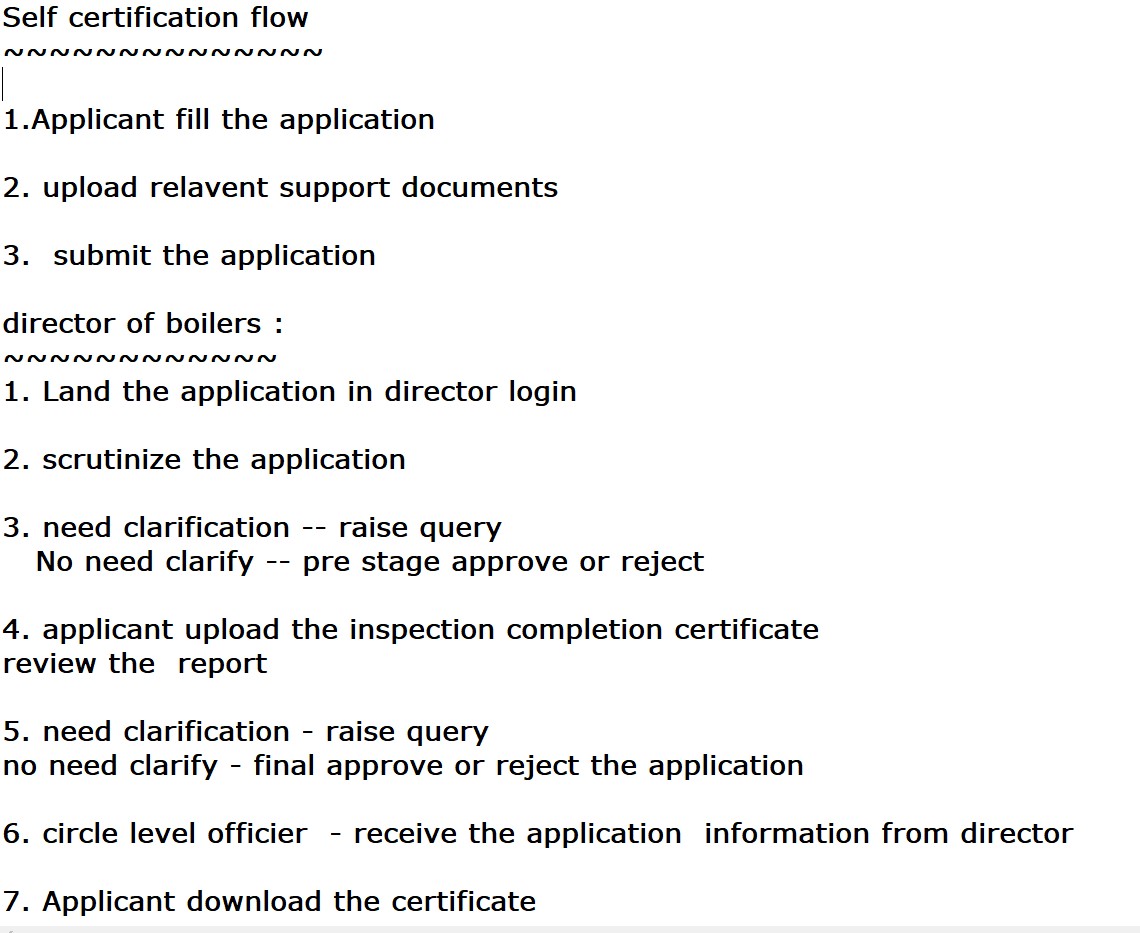 Self certification flow
~~~~~~~~~~~~~~
1.Applicant fill the application
2. upload relavent support documents
3.  submit the application
director of boilers :
~~~~~~~~~~~~
1. Land the application in director login
2. scrutinize the application
3. need clarification -- raise query
No need clarify -- pre stage approve or reject
4. applicant upload the inspection completion certificate
review the  report
5. need clarification - raise query
no need clarify - final approve or reject the application
6. circle level officier  - receive the application  information from director
7. Applicant download the certificate